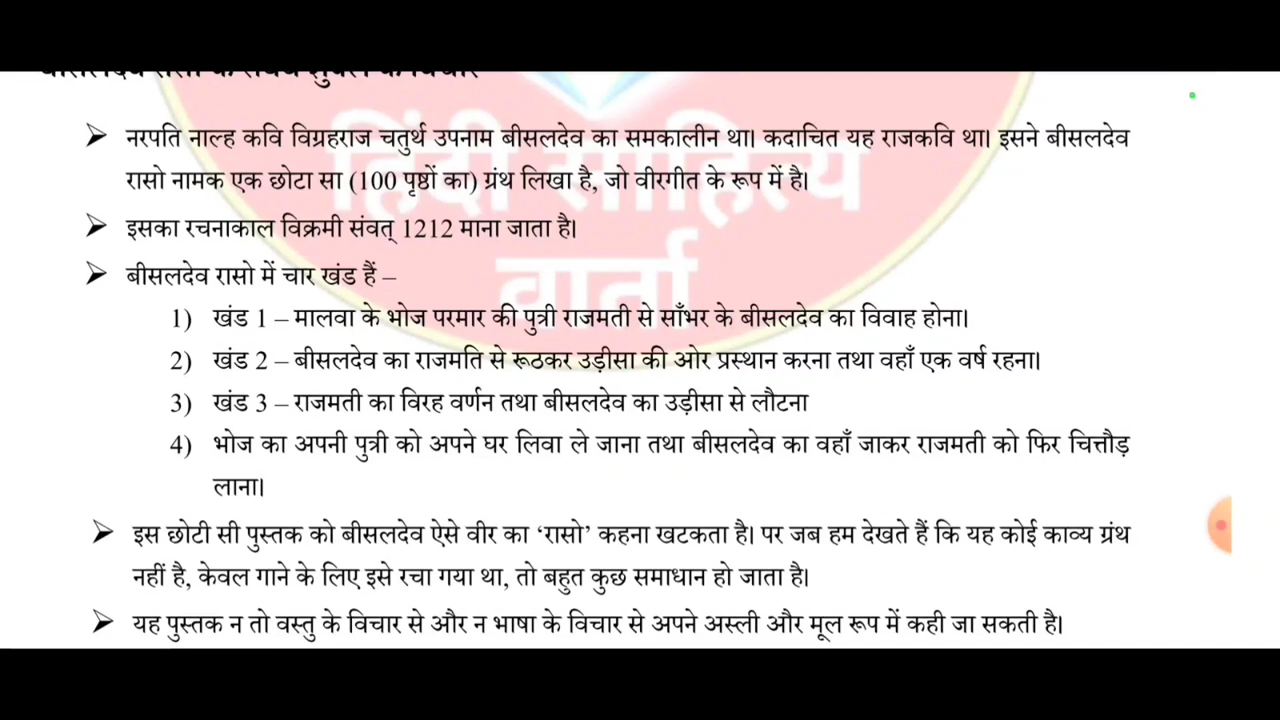 ➤ नरपति नाल्ह कवि विग्रहराज चतुर्थ उपनाम बीसलदेव का समकालीन था। कदाचित यह राजकवि था। इसने बीसलदेव
रासो नामक एक छोटा सा (100 पृष्ठों का) ग्रंथ लिखा है, जो वीरगीत के रूप में है।
➤ इसका रचनाकाल विक्रमी संवत् 1212 माना जाता है।
➤ बीसलदेव रासो में चार खंड हैं –
1) खंड 1 – मालवा के भोज परमार की पुत्री राजमती से साँभर के बीसलदेव का विवाह होना।
2) खंड 2 – बीसलदेव का राजमति से रूठकर उड़ीसा की ओर प्रस्थान करना तथा वहाँ एक वर्ष रहना।
3) खंड 3 – राजमती का विरह वर्णन तथा बीसलदेव का उड़ीसा से लौटना
4) भोज का अपनी पुत्री को अपने घर लिवा ले जाना तथा बीसलदेव का वहाँ जाकर राजमती को फिर चित्तौड़
लाना।
➤ इस छोटी सी पुस्तक को बीसलदेव ऐसे वीर का ‘रासो’ कहना खटकता है। पर जब हम देखते हैं कि यह कोई काव्य ग्रंथ
नहीं है, केवल गाने के लिए इसे रचा गया था, तो बहुत कुछ समाधान हो जाता है।
➤ यह पुस्तक न तो वस्तु के विचार से और न भाषा के विचार से अपने अस्ली और मूल रूप में कही जा सकती है।
हिंदी साहित्य
वार्ता